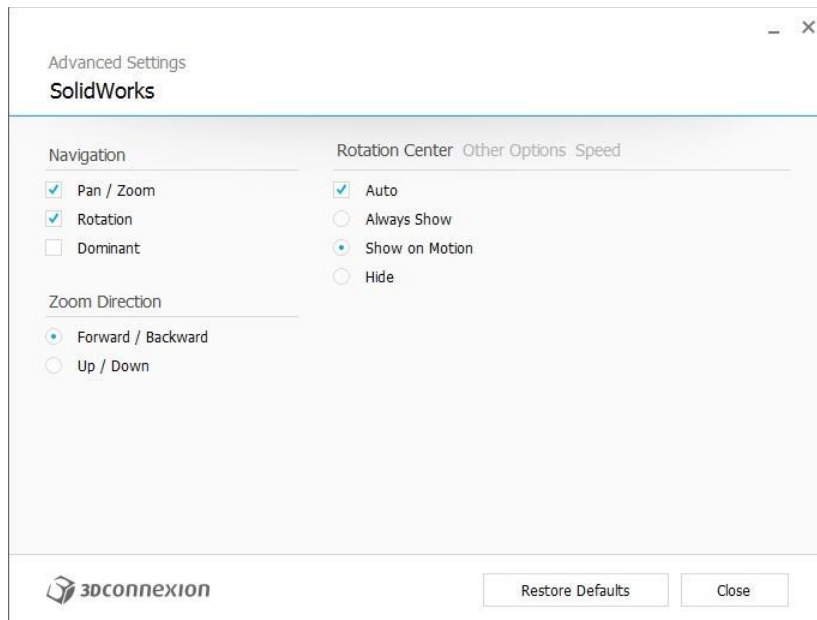 Advanced Settings
SolidWorks
Navigation
Pan / Zoom
Rotation
Dominant
Zoom Direction
Forward / Backward
Up / Down
Rotation Center Other Options Speed
Auto
Always Show
Show on Motion
Hide
3Dconnexion
Restore Defaults
Close